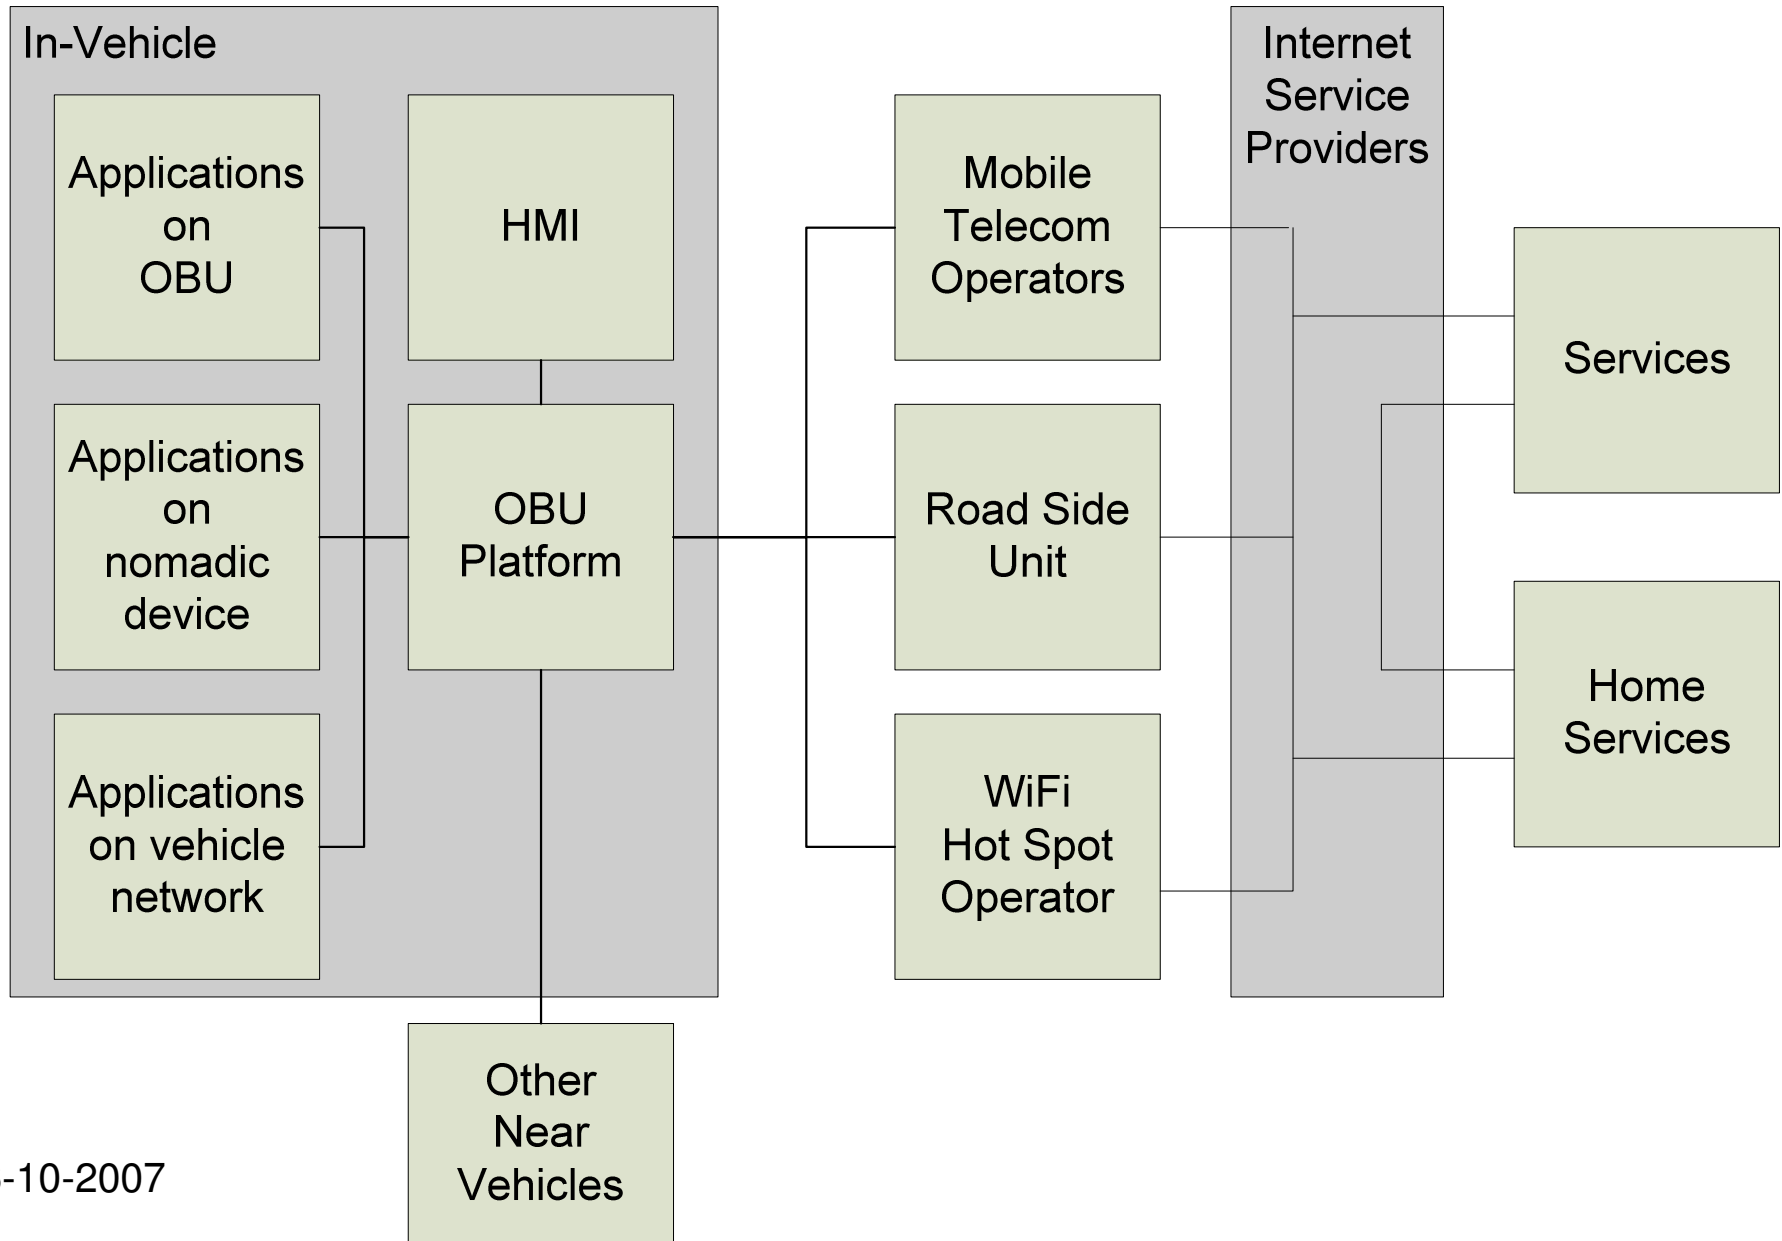 In-Vehicle
Applications
on
OBU
HMI
Mobile
Telecom
Operators
Internet
Service
Providers
Services
Applications
on
nomadic
device
OBU
Platform
Road Side
Unit
Home
Services
Applications
on vehicle
network
WiFi
Hot Spot
Operator
Other
Near
Vehicles
-10-2007